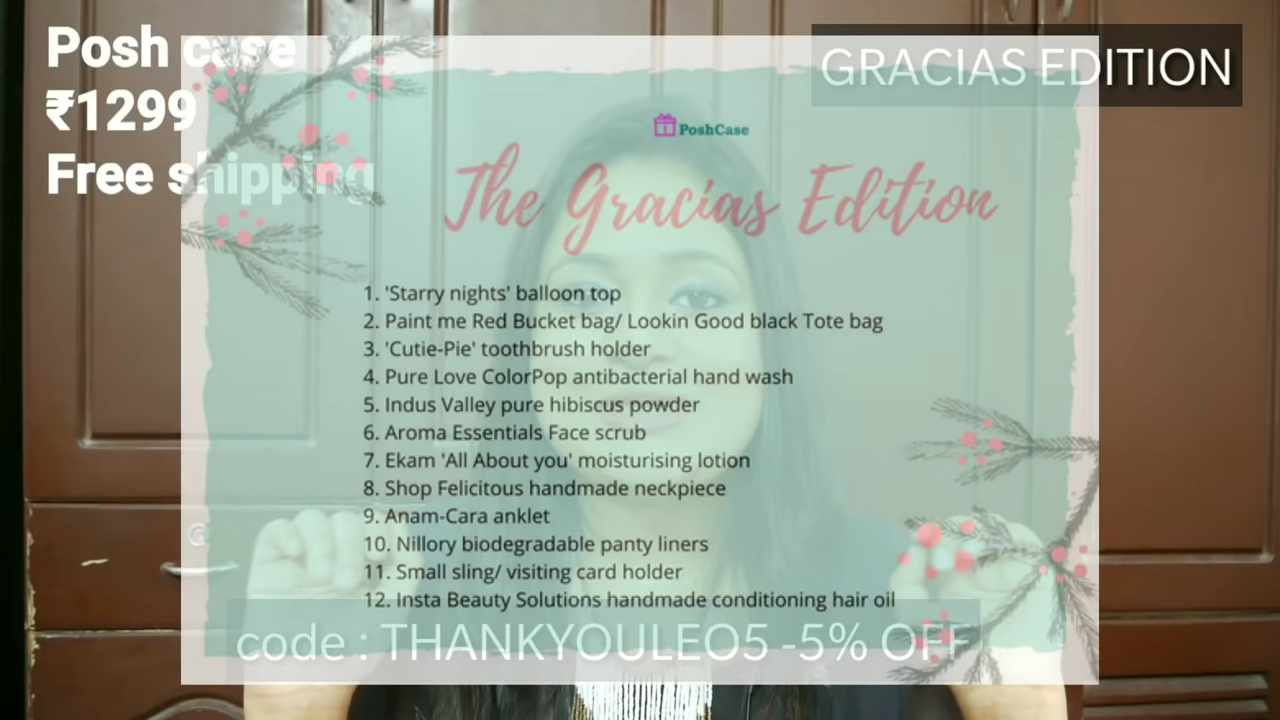 Posh case
₹1299
Free shipping
GRACIAS EDITION
PoshCase
The Gracias Edition
1. 'Starry nights' balloon top
2. Paint me Red Bucket bag/ Lookin Good black Tote bag
3. 'Cutie-Pie' toothbrush holder
4. Pure Love ColorPop antibacterial hand wash
5. Indus Valley pure hibiscus powder
6. Aroma Essentials Face scrub
7. Ekam 'All About you' moisturising lotion
8. Shop Felicitous handmade neckpiece
9. Anam-Cara anklet
10. Nillory biodegradable panty liners
11. Small sling/ visiting card holder
12. Insta Beauty Solutions handmade conditioning hair oil
code : THANKYOULEO5 -5% OFF